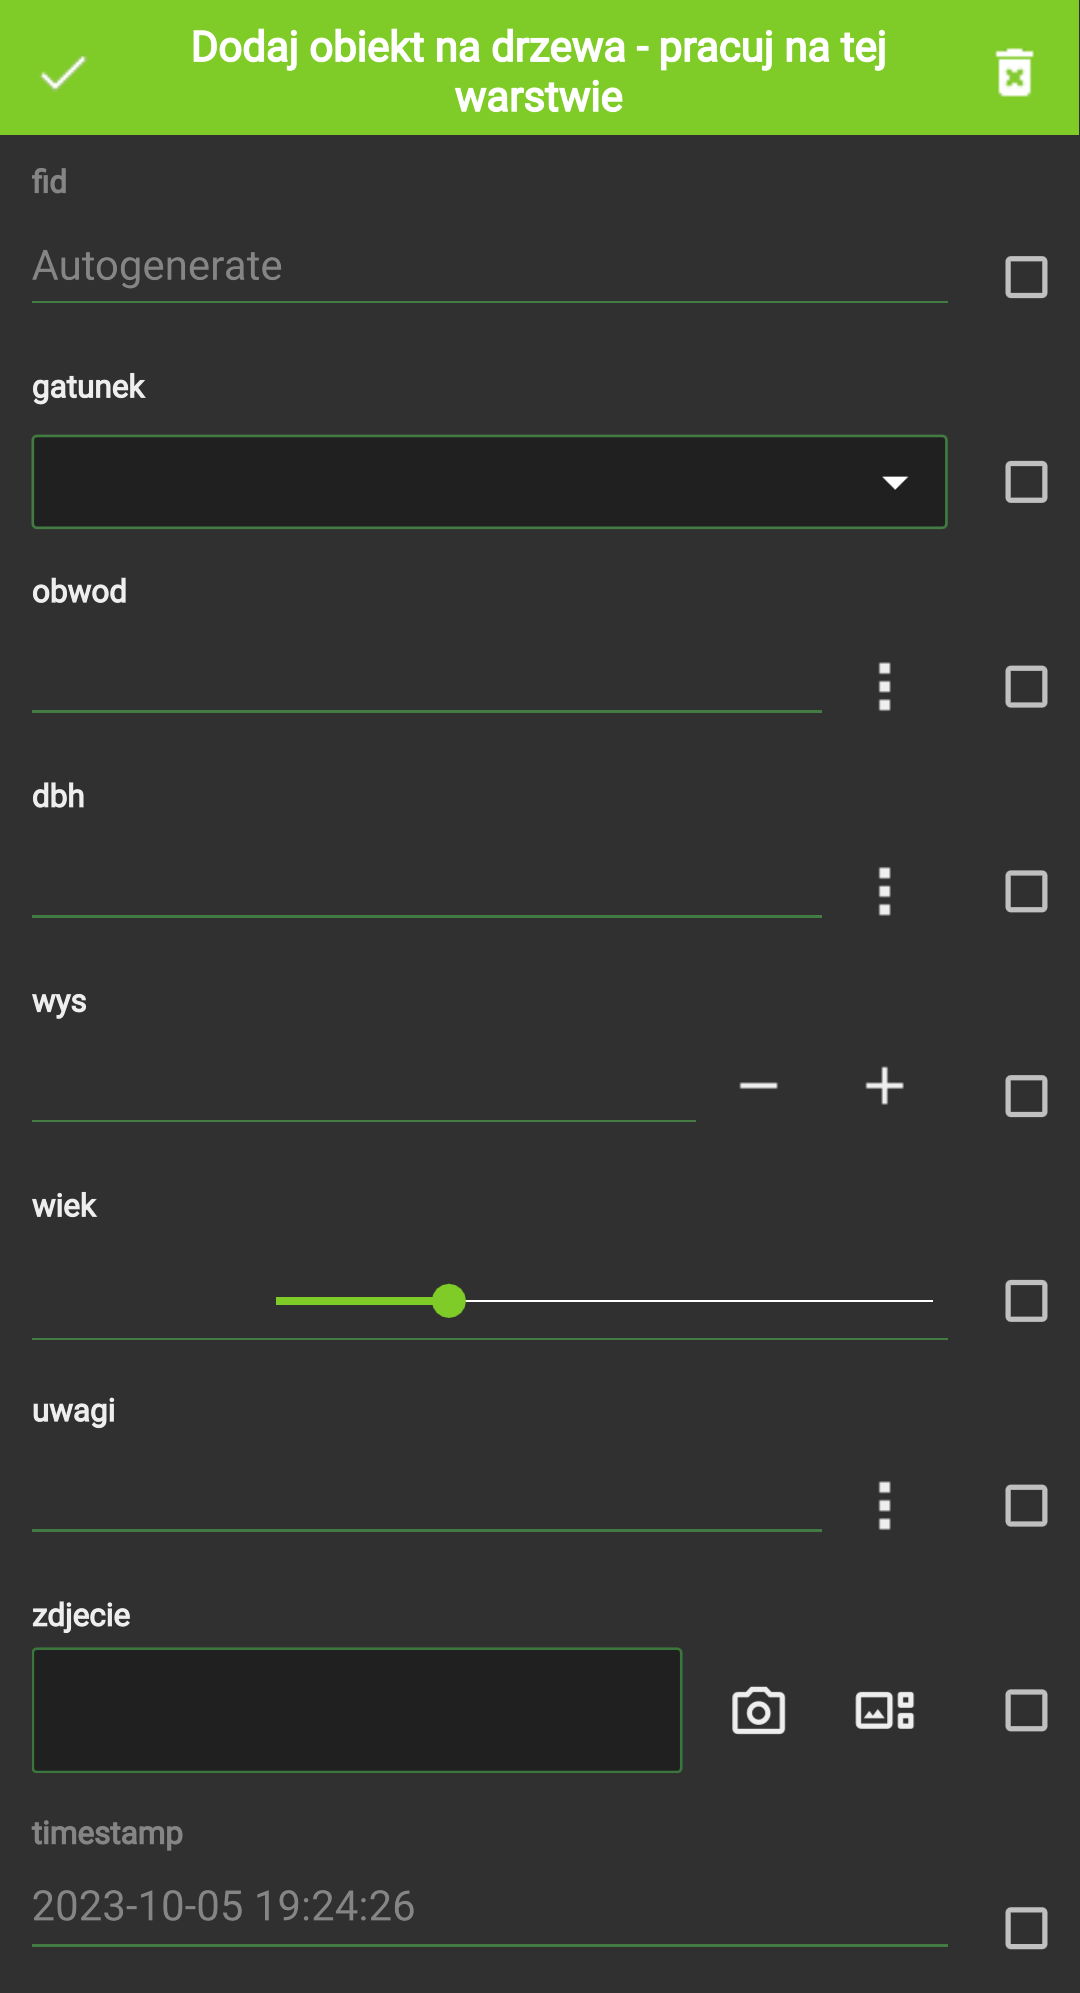 Dodaj obiekt na drzewa - pracuj na tej
warstwie
fid
Autogenerate
gatunek
obwod
dbh
wys
wiek
uwagi
zdjecie
timestamp
2023-10-05 19:24:26